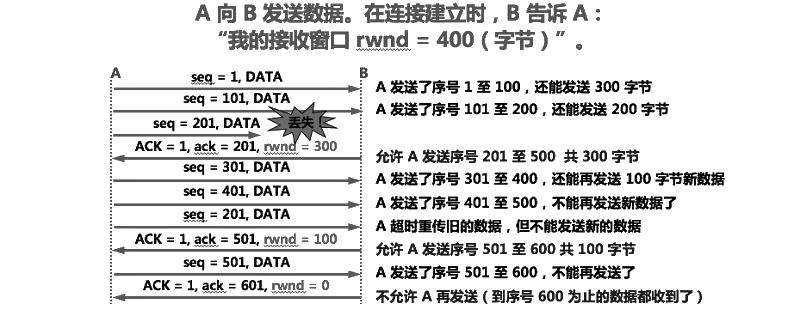 A 向 B 发送数据。在连接建立时，B 告诉 A：
“我的接收窗口 rwnd = 400（字节）”。
A B
seq = 1, DATA A 发送了序号 1 至 100，还能发送 300 字节
seq = 101, DATA A 发送了序号 101 至 200，还能发送 200 字节
seq = 201, DATA 丢失！
ACK = 1, ack = 201, rwnd = 300 允许 A 发送序号 201 至 500 共 300 字节
seq = 301, DATA A 发送了序号 301 至 400，还能再发送 100 字节新数据
seq = 401, DATA A 发送了序号 401 至 500，不能再发送新数据了
seq = 201, DATA A 超时重传旧的数据，但不能发送新的数据
ACK = 1, ack = 501, rwnd = 100 允许 A 发送序号 501 至 600 共 100 字节
seq = 501, DATA A 发送了序号 501 至 600，不能再发送了
ACK = 1, ack = 601, rwnd = 0 不允许 A 再发送（到序号 600 为止的数据都收到了）